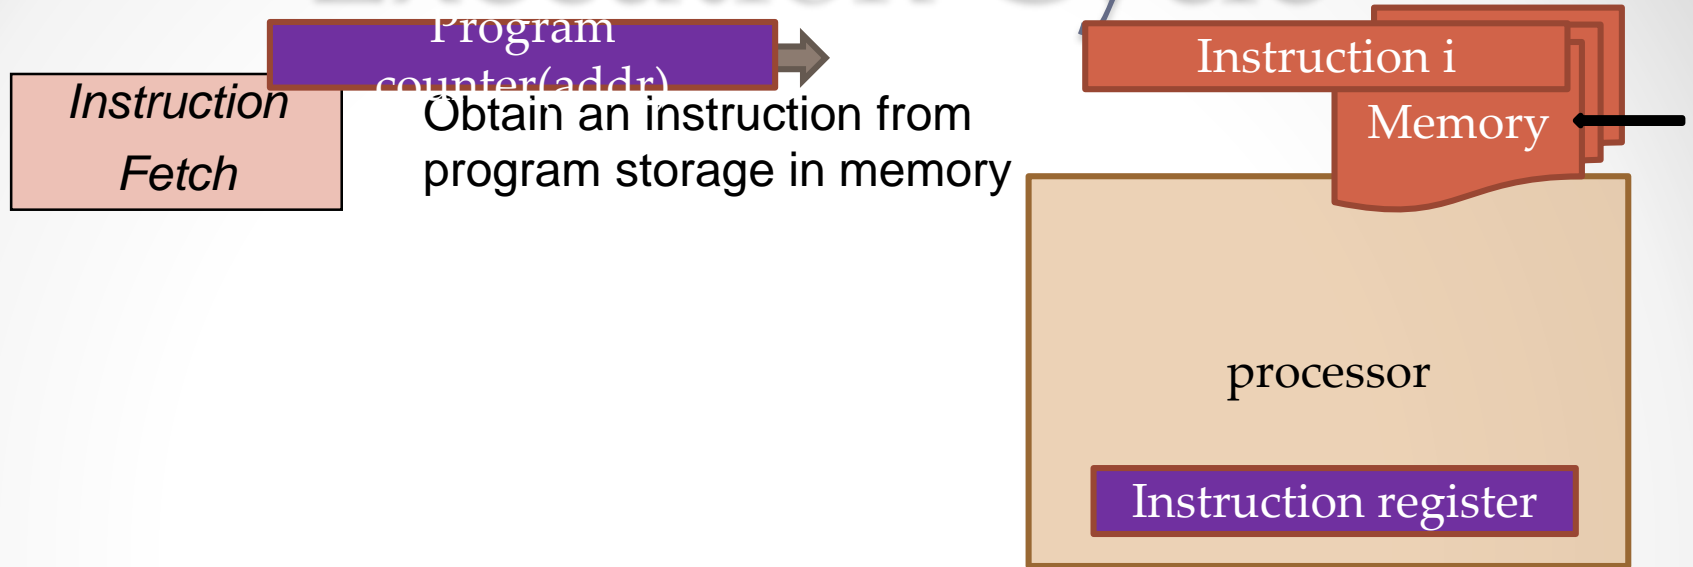 Program
counter(addr)
Instruction
Fetch
Obtain an instruction from
program storage in memory
Instruction i
Memory
processor
Instruction register